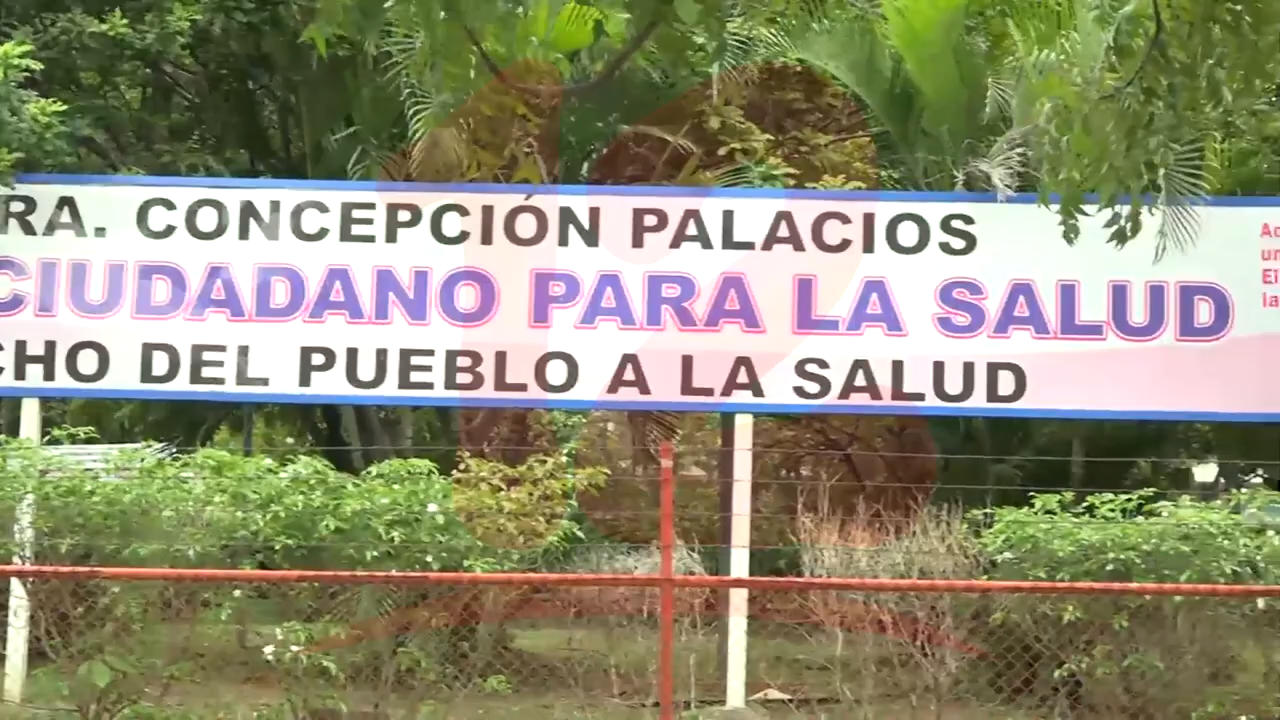 RA. CONCEPCIÓN PALACIOS
CIUDADANO PARA LA SALUD
CHO DEL PUEBLO A LA SALUD